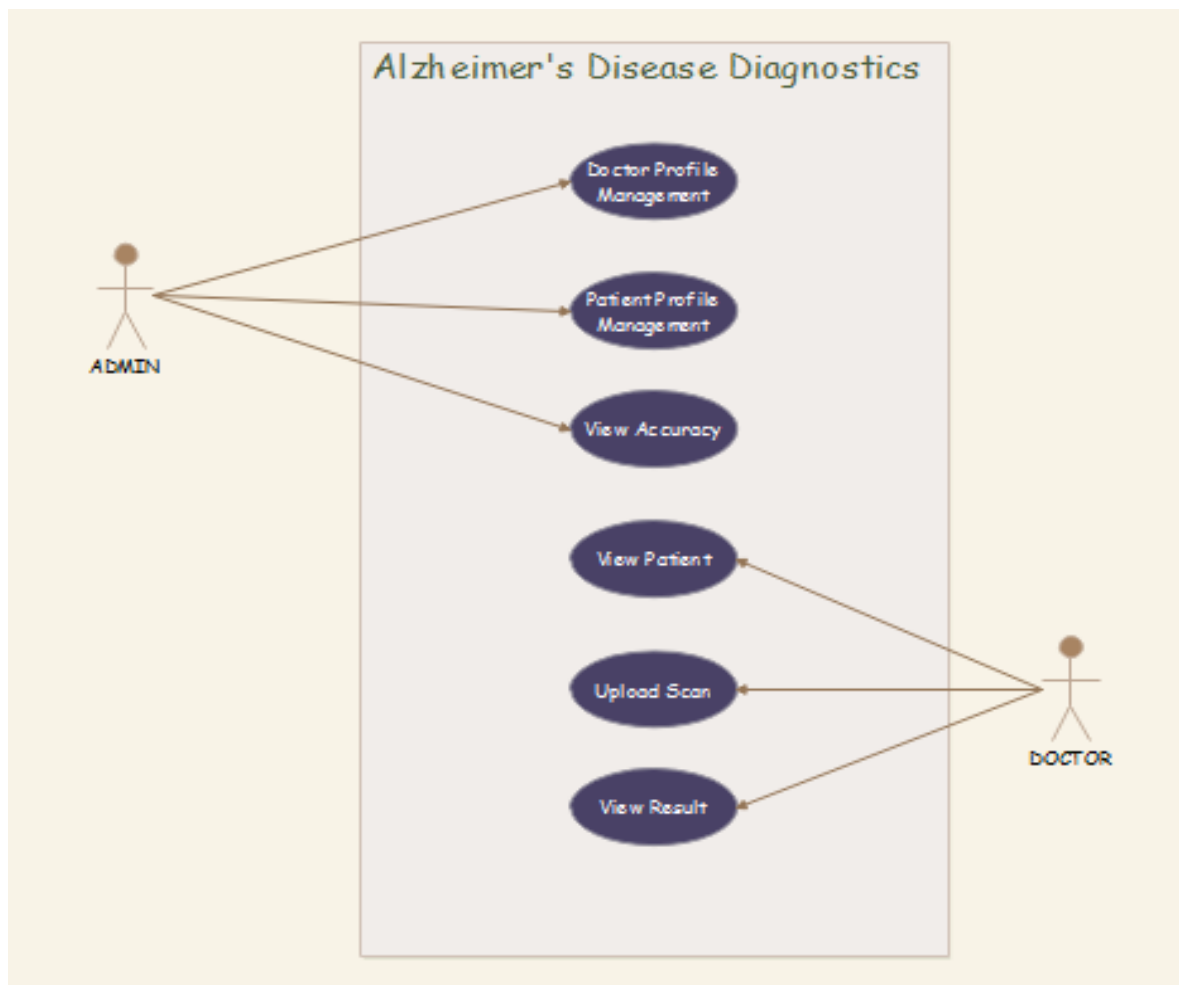 Alzheimer's Disease Diagnostics
Doctor Profile
Management
ADMIN
Patient Profile
Management
View Accuracy
View Patient
Upload Scan
DOCTOR
View Result